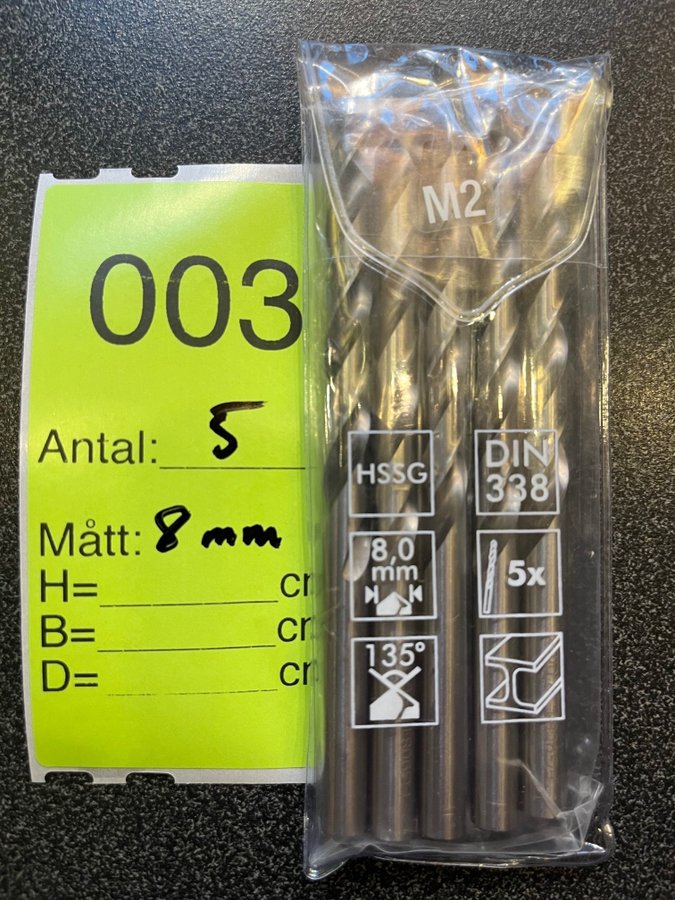 003
Antal: 5
Mått: 8 mm
H= c
B= c
D= c
M2
HSSG
DIN
338
8,0
mm
5x
135°